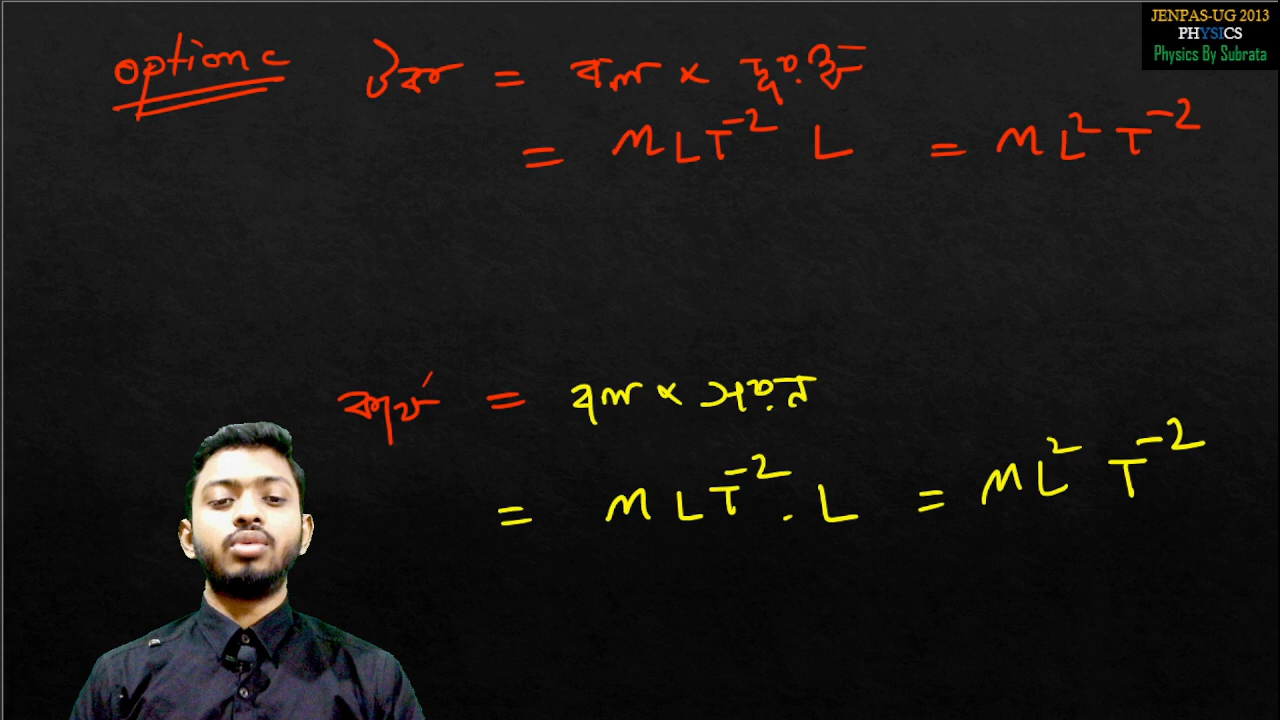 JENPAS-UG 2013
PHYSICS
Physics By Subrata
option c টর্ক = বল × দূরত্ব
= MLT⁻² L = ML²T⁻²
কার্য = বল × সরণ
= MLT⁻² . L = ML² T⁻²